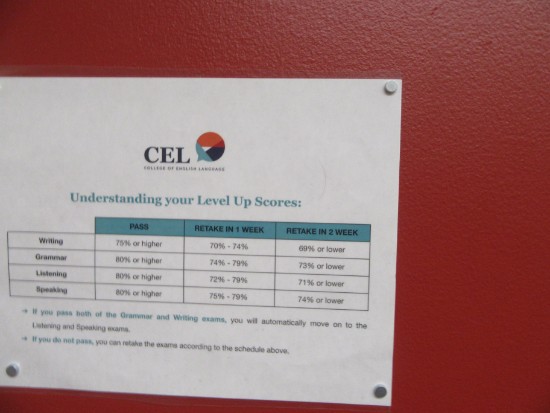 CEL
COLLEGE OF ENGLISH LANGUAGE
Understanding your Level Up Scores:
PASS RETAKE IN 1 WEEK RETAKE IN 2 WEEK
Writing 75% or higher 70% - 74% 69% or lower
Grammar 80% or higher 74% - 79% 73% or lower
Listening 80% or higher 72% - 79% 71% or lower
Speaking 80% or higher 75% - 79% 74% or lower
➔ If you pass both of the Grammar and Writing exams, you will automatically move on to the
Listening and Speaking exams.
➔ If you do not pass, you can retake the exams according to the schedule above.